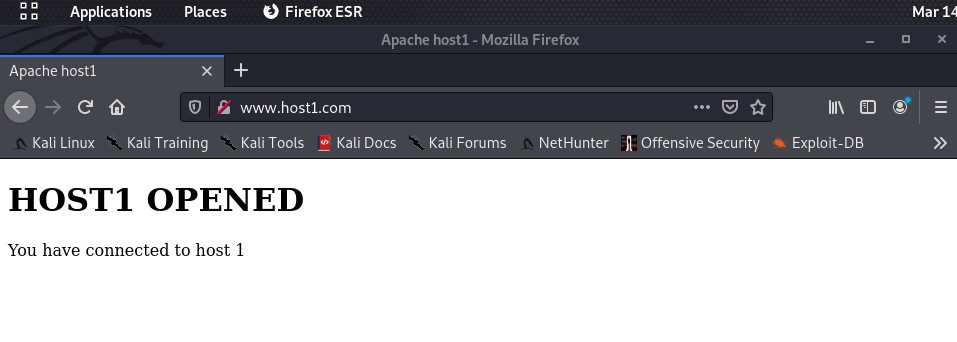 Applications Places Firefox ESR Mar 14
Apache host1 - Mozilla Firefox
Apache host1
www.host1.com
Kali Linux Kali Training Kali Tools Kali Docs Kali Forums NetHunter Offensive Security Exploit-DB
HOST1 OPENED
You have connected to host 1